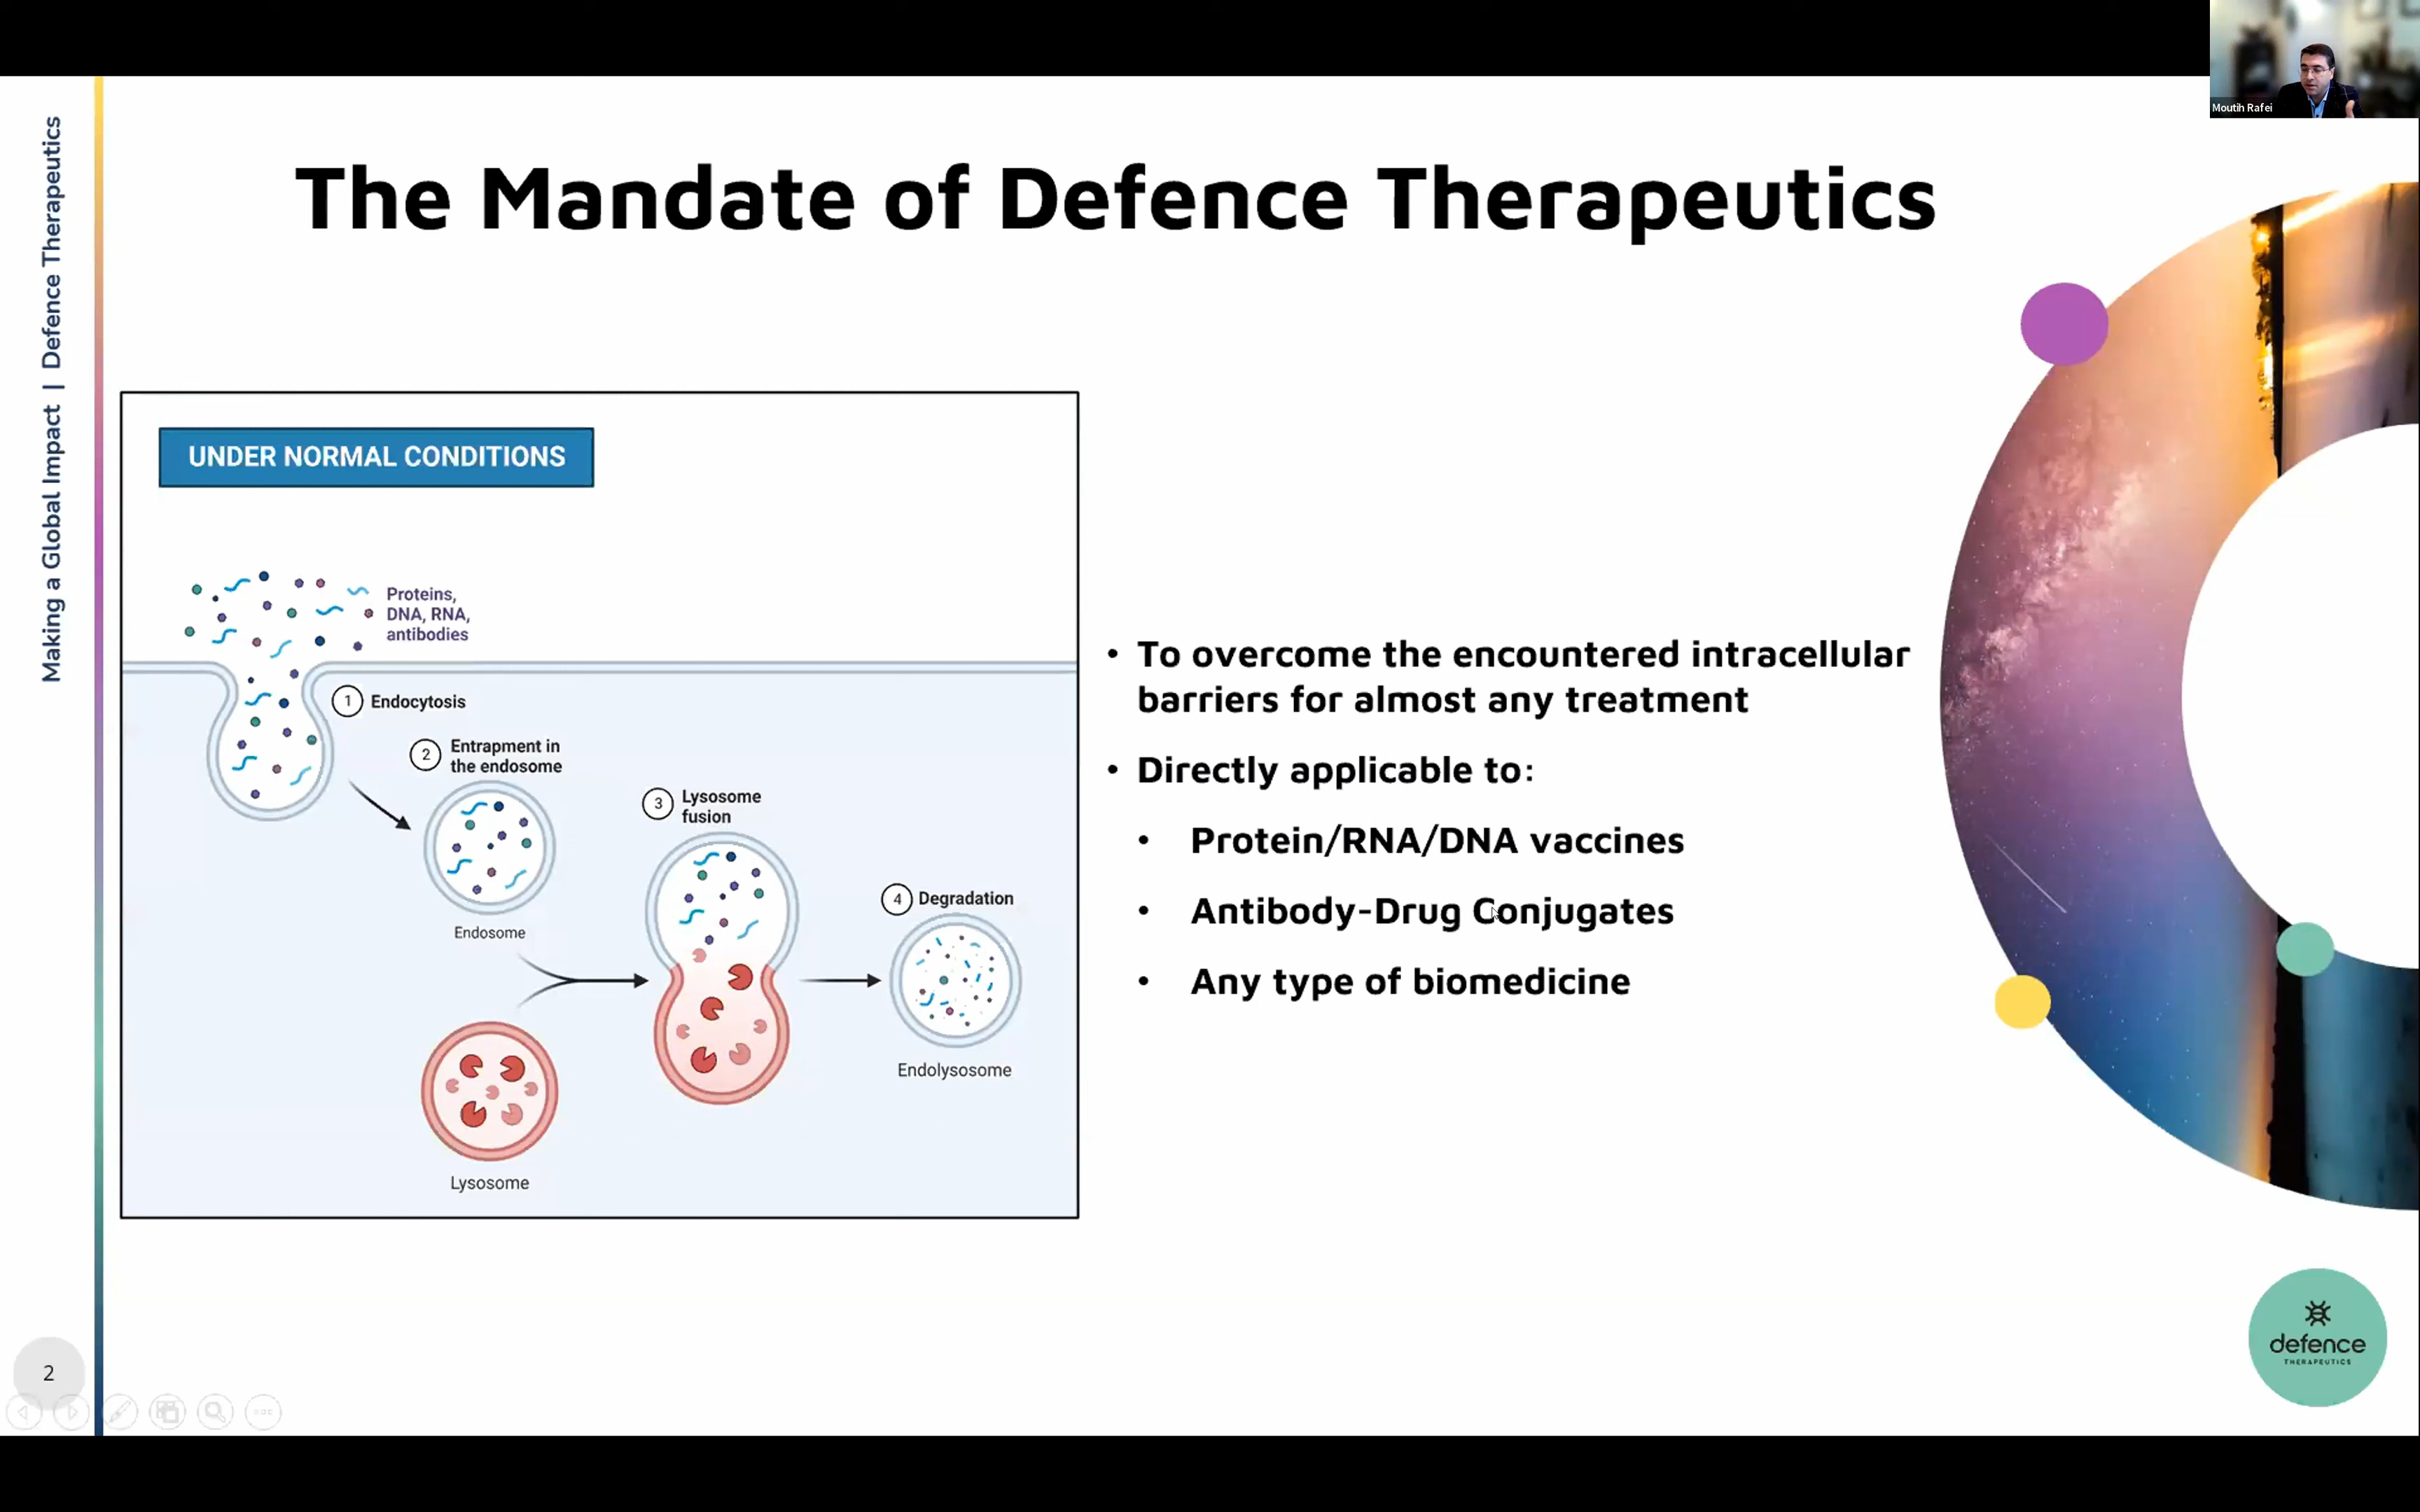 Moutih Rafei
Making a Global Impact | Defence Therapeutics
The Mandate of Defence Therapeutics
UNDER NORMAL CONDITIONS
Proteins,
DNA, RNA,
antibodies
1 Endocytosis
2 Entrapment in
the endosome
Endosome
3 Lysosome
fusion
4 Degradation
Endolysosome
Lysosome
• To overcome the encountered intracellular
barriers for almost any treatment
• Directly applicable to:
• Protein/RNA/DNA vaccines
• Antibody-Drug Conjugates
• Any type of biomedicine
defence
THERAPEUTICS
2